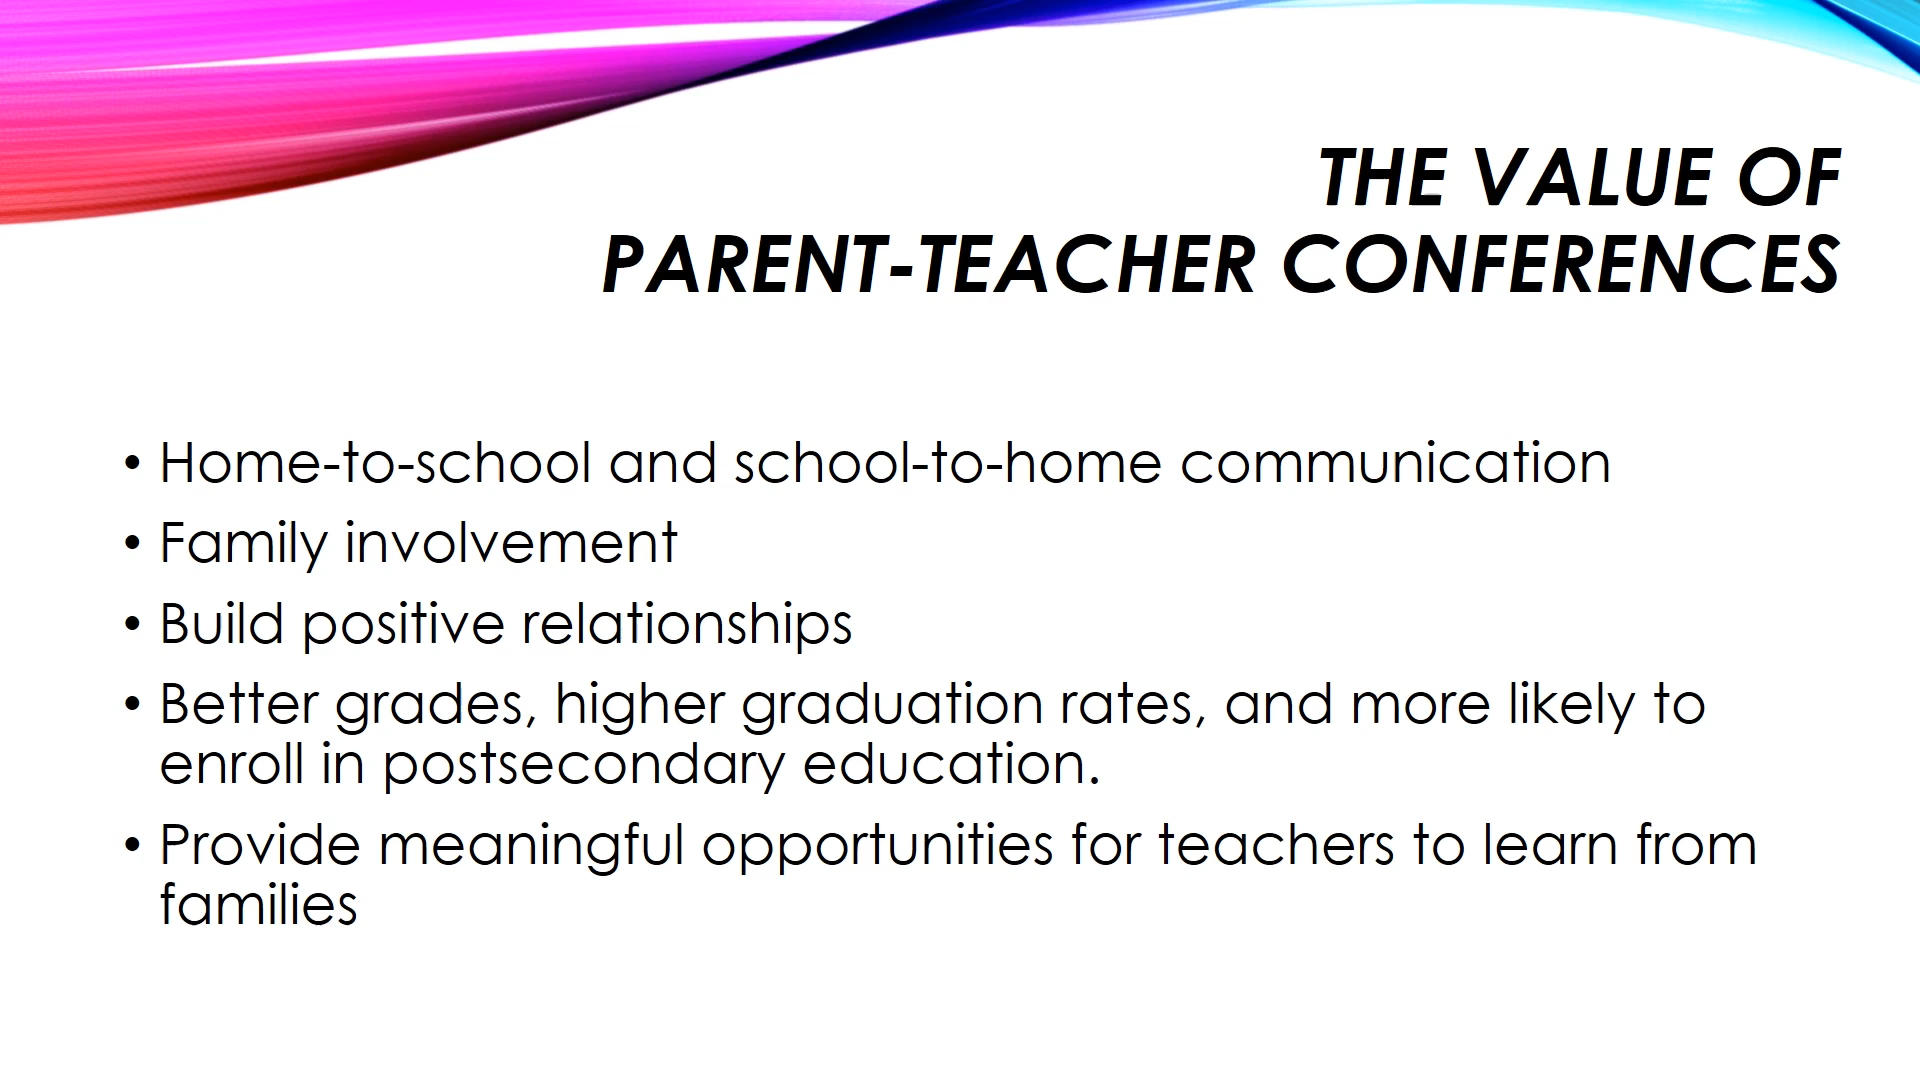 THE VALUE OF
PARENT-TEACHER CONFERENCES
• Home-to-school and school-to-home communication
• Family involvement
• Build positive relationships
• Better grades, higher graduation rates, and more likely to
enroll in postsecondary education.
• Provide meaningful opportunities for teachers to learn from
families